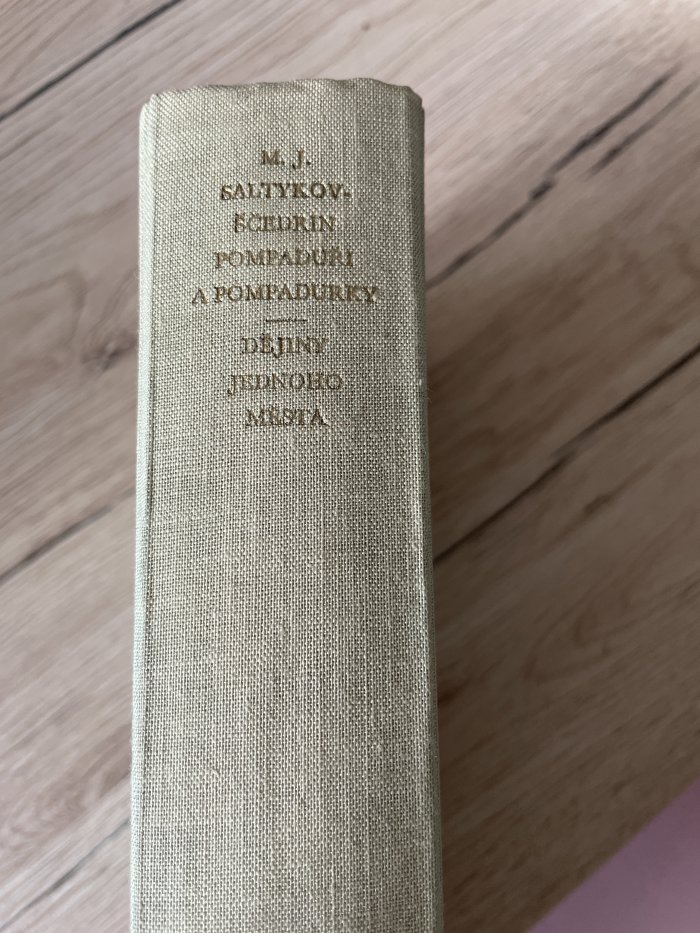 M. J.
SALTYKOV-
ŠČEDRIN
POMPADUŘI
A POMPADURKY
DĚJINY
JEDNOHO
MĚSTA